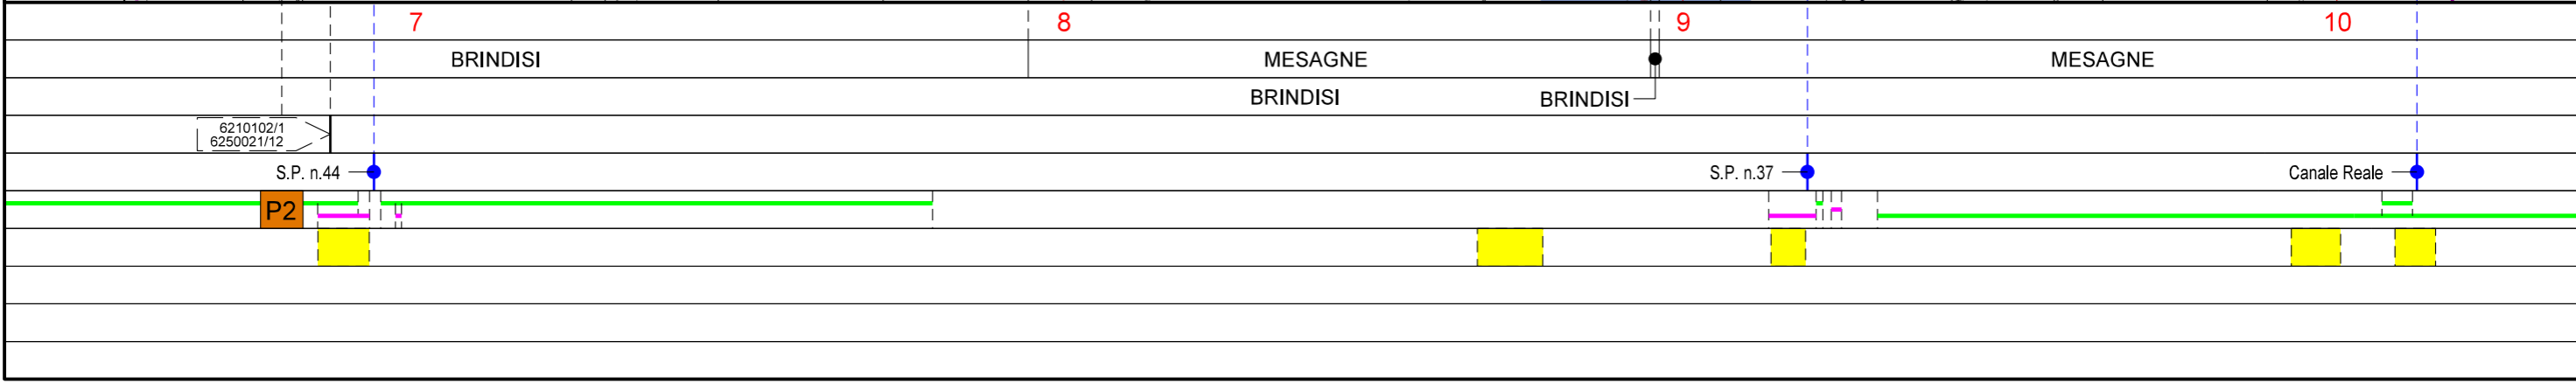 7 8 9 10
BRINDISI MESAGNE MESAGNE
BRINDISI BRINDISI
6210102/1
6250021/12
S.P. n.44 S.P. n.37 Canale Reale
P2